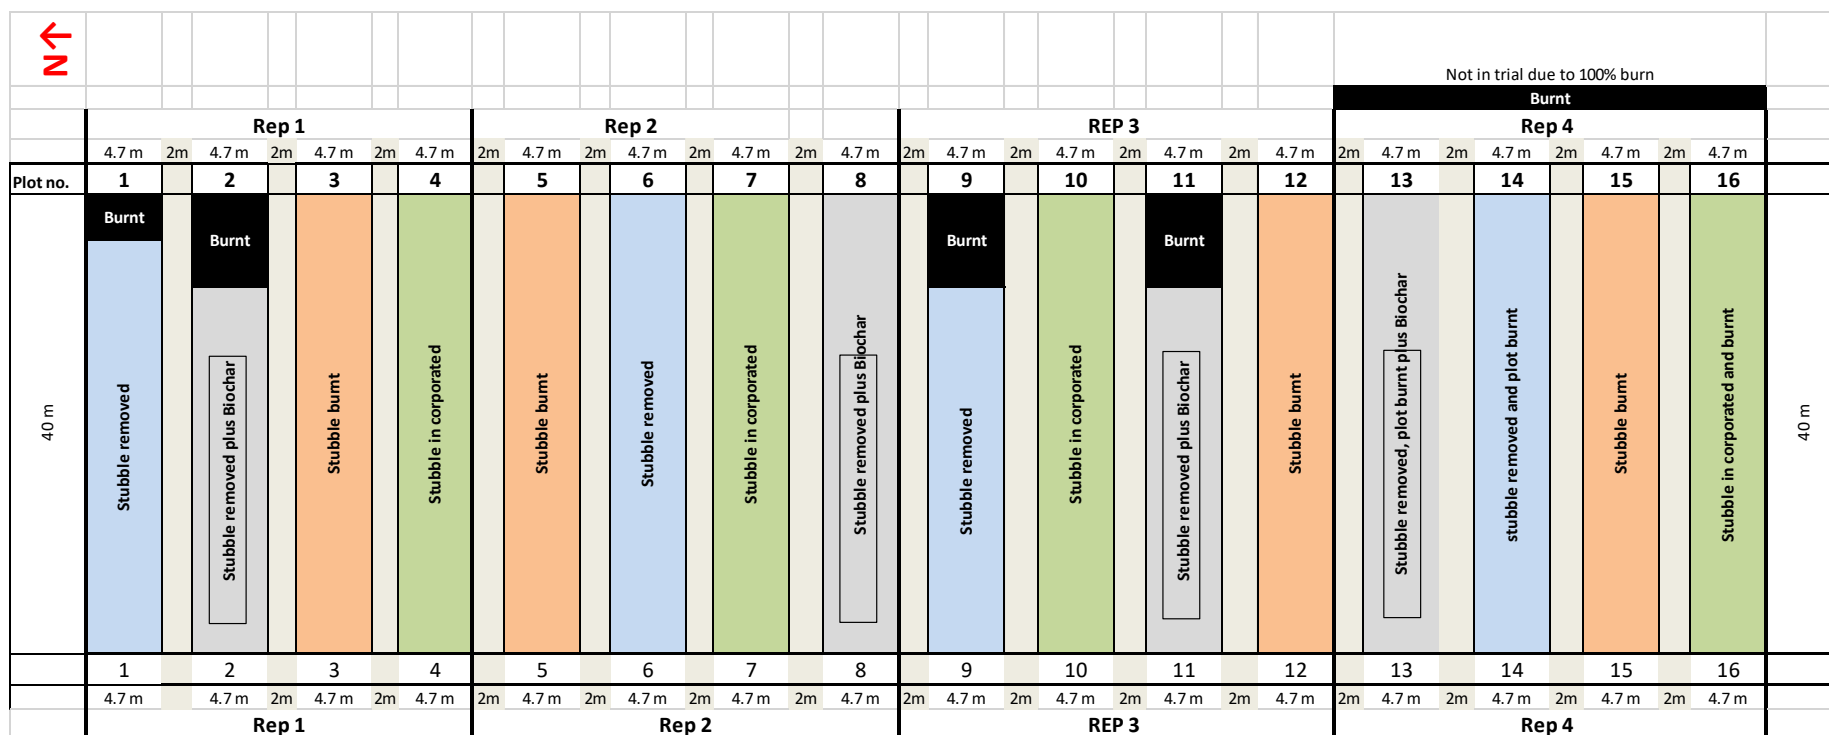 N
Not in trial due to 100% burn
Burnt
Rep 1 Rep 2 REP 3 Rep 4
4.7 m 2m 4.7 m 2m 4.7 m 2m 4.7 m 2m 4.7 m 2m 4.7 m 2m 4.7 m 2m 4.7 m 2m 4.7 m 2m 4.7 m 2m 4.7 m 2m 4.7 m 2m 4.7 m 2m 4.7 m 2m 4.7 m 2m 4.7 m
Plot no. 1 2 3 4 5 6 7 8 9 10 11 12 13 14 15 16
Burnt
Burnt
Burnt
Burnt
40 m
Stubble removed
Stubble removed plus Biochar
Stubble burnt
Stubble in corporated
Stubble burnt
Stubble removed
Stubble in corporated
Stubble removed plus Biochar
Stubble removed
Stubble in corporated
Stubble removed plus Biochar
Stubble burnt
Stubble removed, plot burnt plus Biochar
stubble removed and plot burnt
Stubble burnt
Stubble in corporated and burnt
40 m
1 2 3 4 5 6 7 8 9 10 11 12 13 14 15 16
4.7 m 4.7 m 2m 4.7 m 2m 4.7 m 2m 4.7 m 2m 4.7 m 2m 4.7 m 2m 4.7 m 2m 4.7 m 2m 4.7 m 2m 4.7 m 2m 4.7 m 2m 4.7 m 2m 4.7 m 2m 4.7 m 2m 4.7 m
Rep 1 Rep 2 REP 3 Rep 4